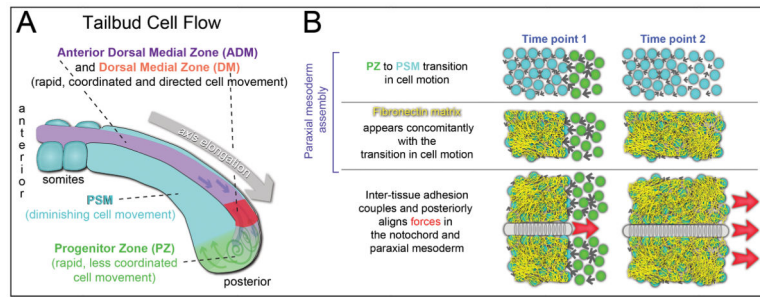 A
Tailbud Cell Flow
Anterior Dorsal Medial Zone (ADM)
and Dorsal Medial Zone (DM)
(rapid, coordinated and directed cell movement)
anterior
axis elongation
somites
PSM
(diminishing cell movement)
Progenitor Zone (PZ)
(rapid, less coordinated
cell movement)
posterior
B
Time point 1
Time point 2
Paraxial mesoderm
assembly
PZ to PSM transition
in cell motion
Fibronectin matrix
appears concomitantly
with the
transition in cell motion
Inter-tissue adhesion
couples and posteriorly
aligns forces in
the notochord and
paraxial mesoderm